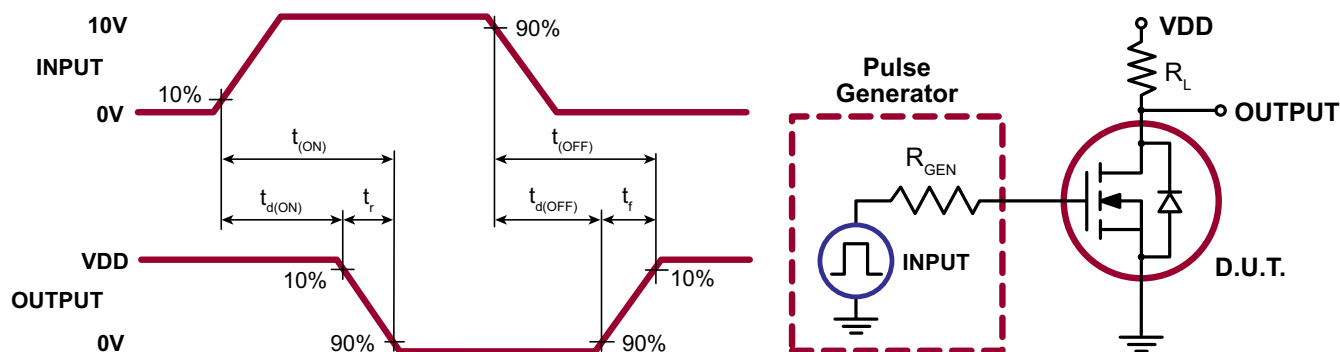 10V
INPUT
0V
10%
90%
t(ON)
t(OFF)
td(ON)
tr
td(OFF)
tf
VDD
OUTPUT
0V
10%
90%
90%
10%
Pulse
Generator
RGEN
INPUT
VDD
RL
OUTPUT
D.U.T.